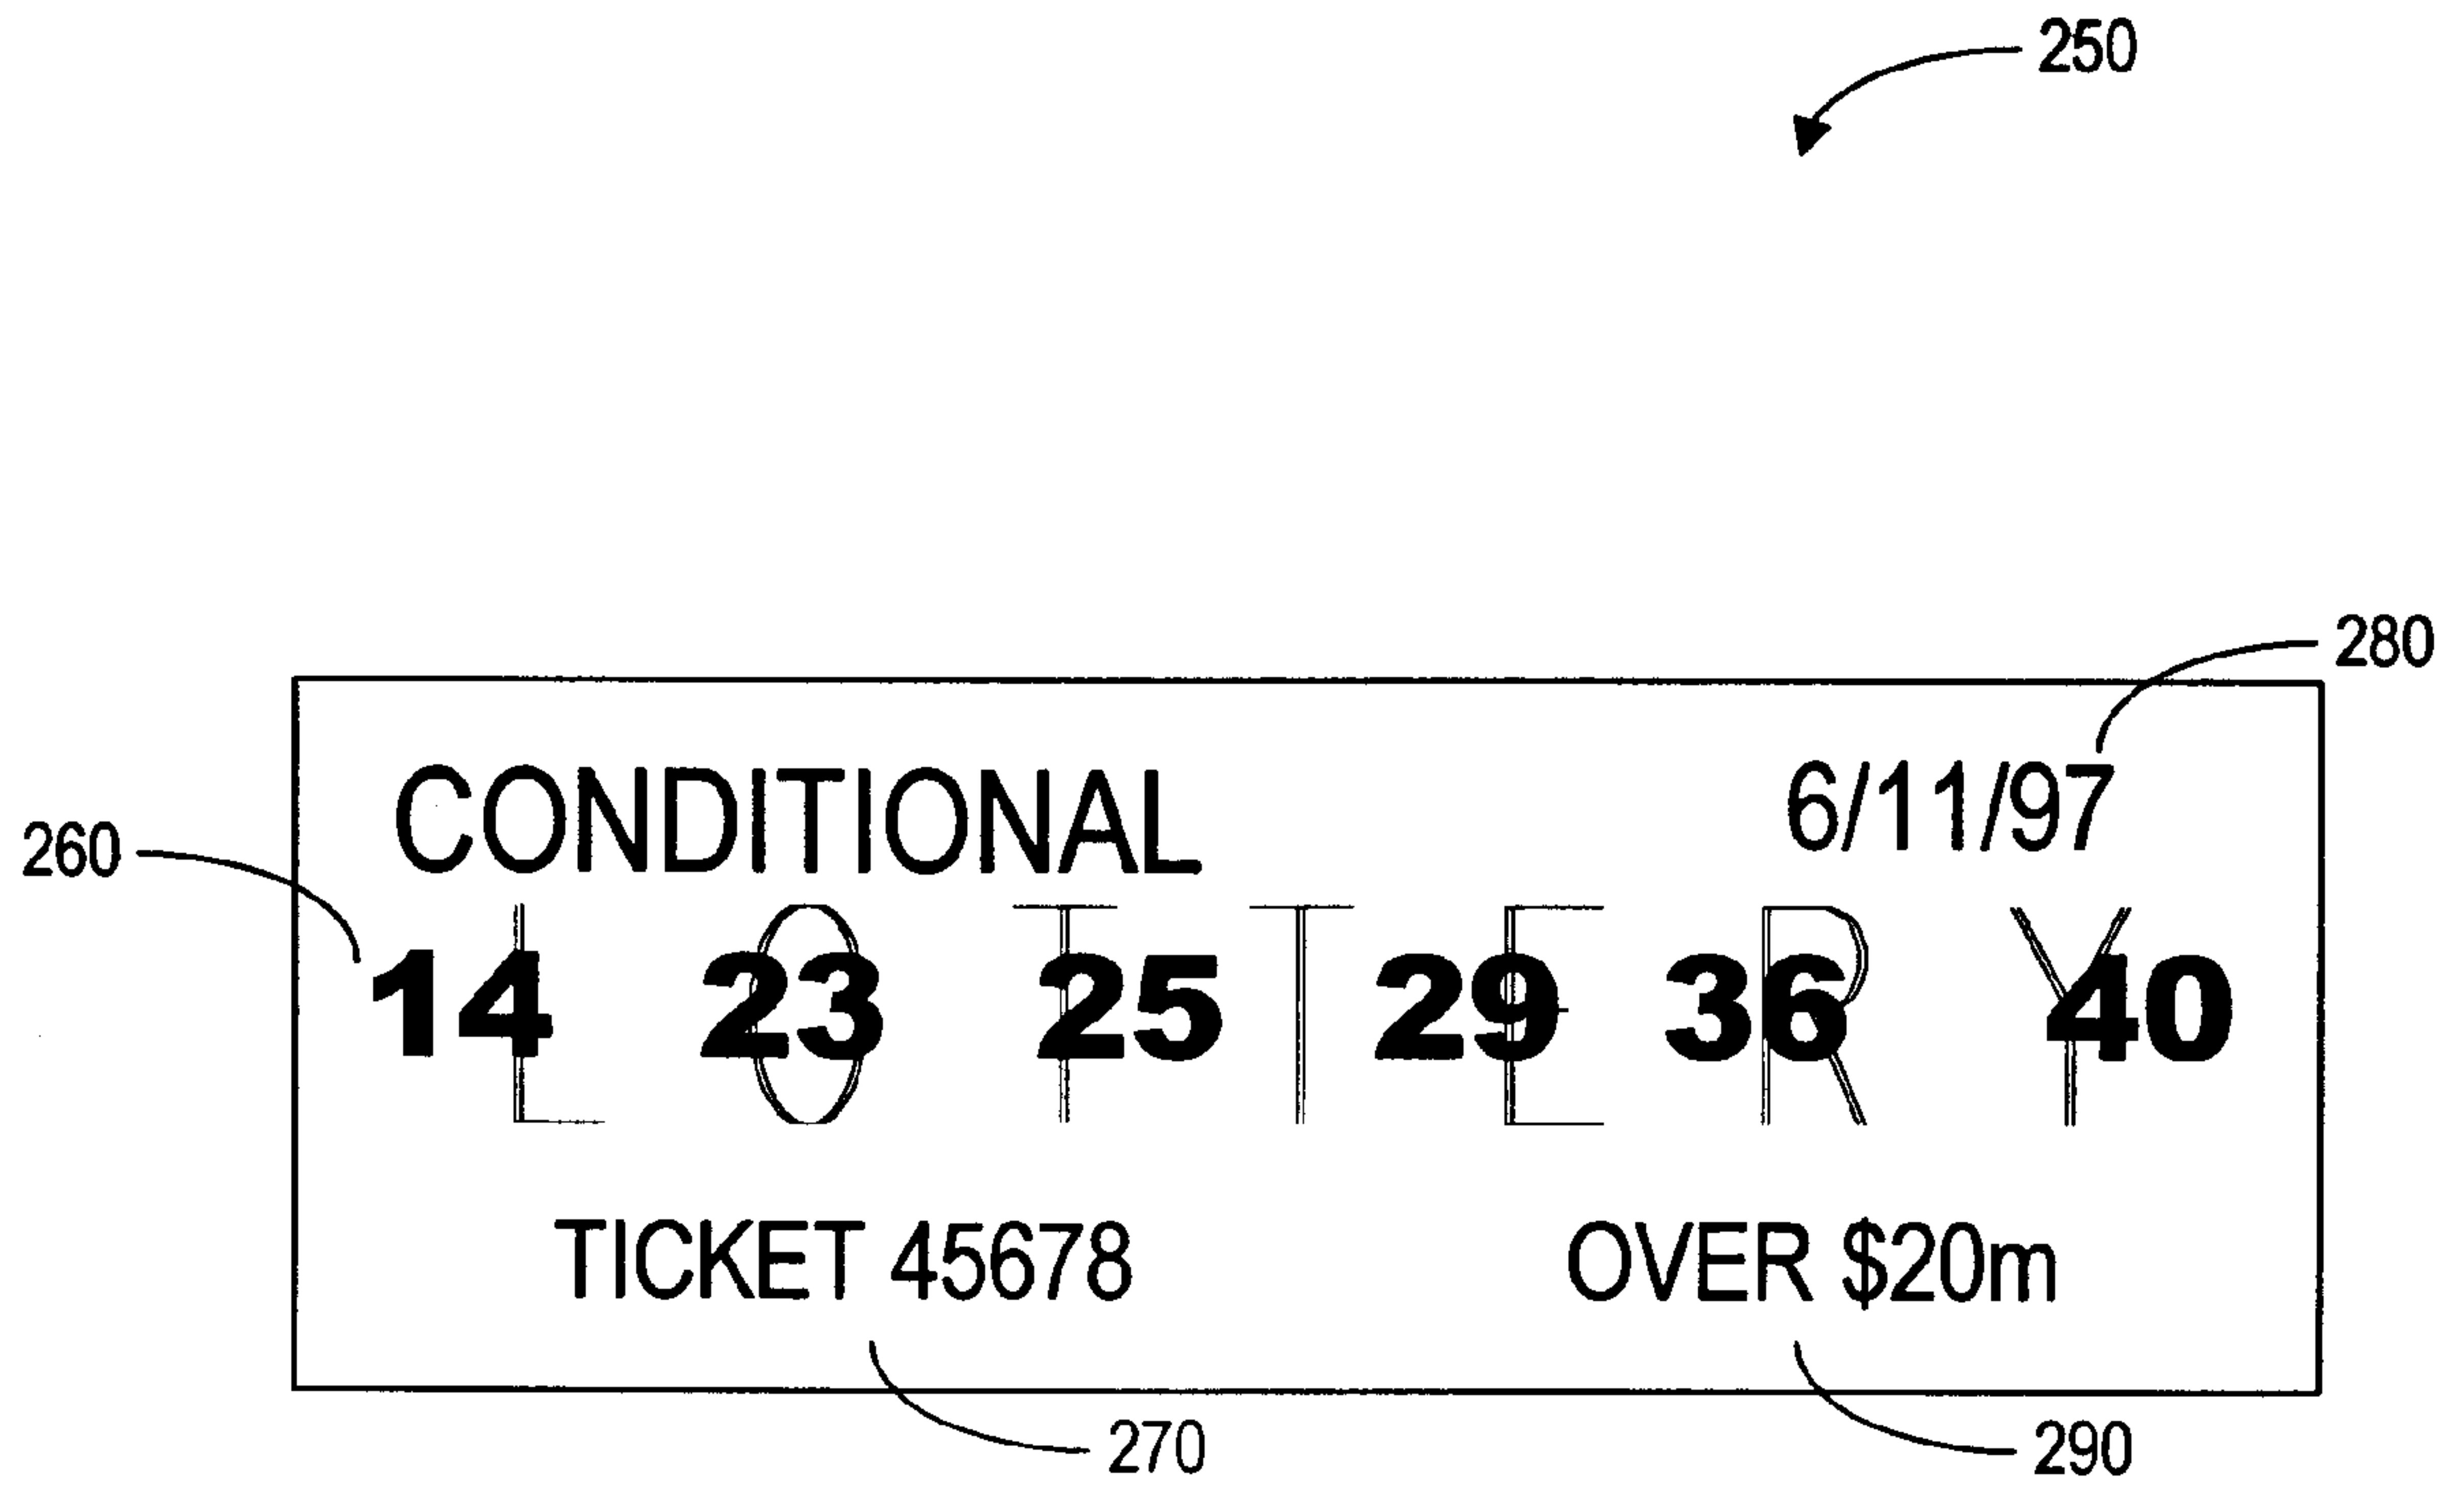 250
280
CONDITIONAL 6/11/97
260
LOTTERY
14 23 25 29 36 40
TICKET 45678 OVER $20m
270 290